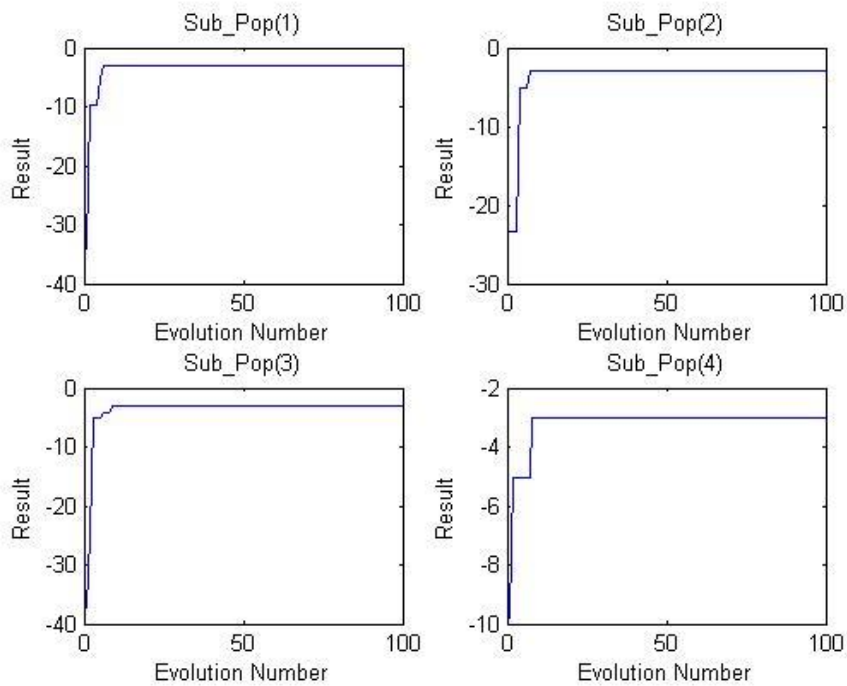 Sub_Pop(1)
0
-10
-20
-30
-40
Result
0 50 100
Evolution Number
Sub_Pop(2)
0
-10
-20
-30
Result
0 50 100
Evolution Number
Sub_Pop(3)
0
-10
-20
-30
-40
Result
0 50 100
Evolution Number
Sub_Pop(4)
-2
-4
-6
-8
-10
Result
0 50 100
Evolution Number